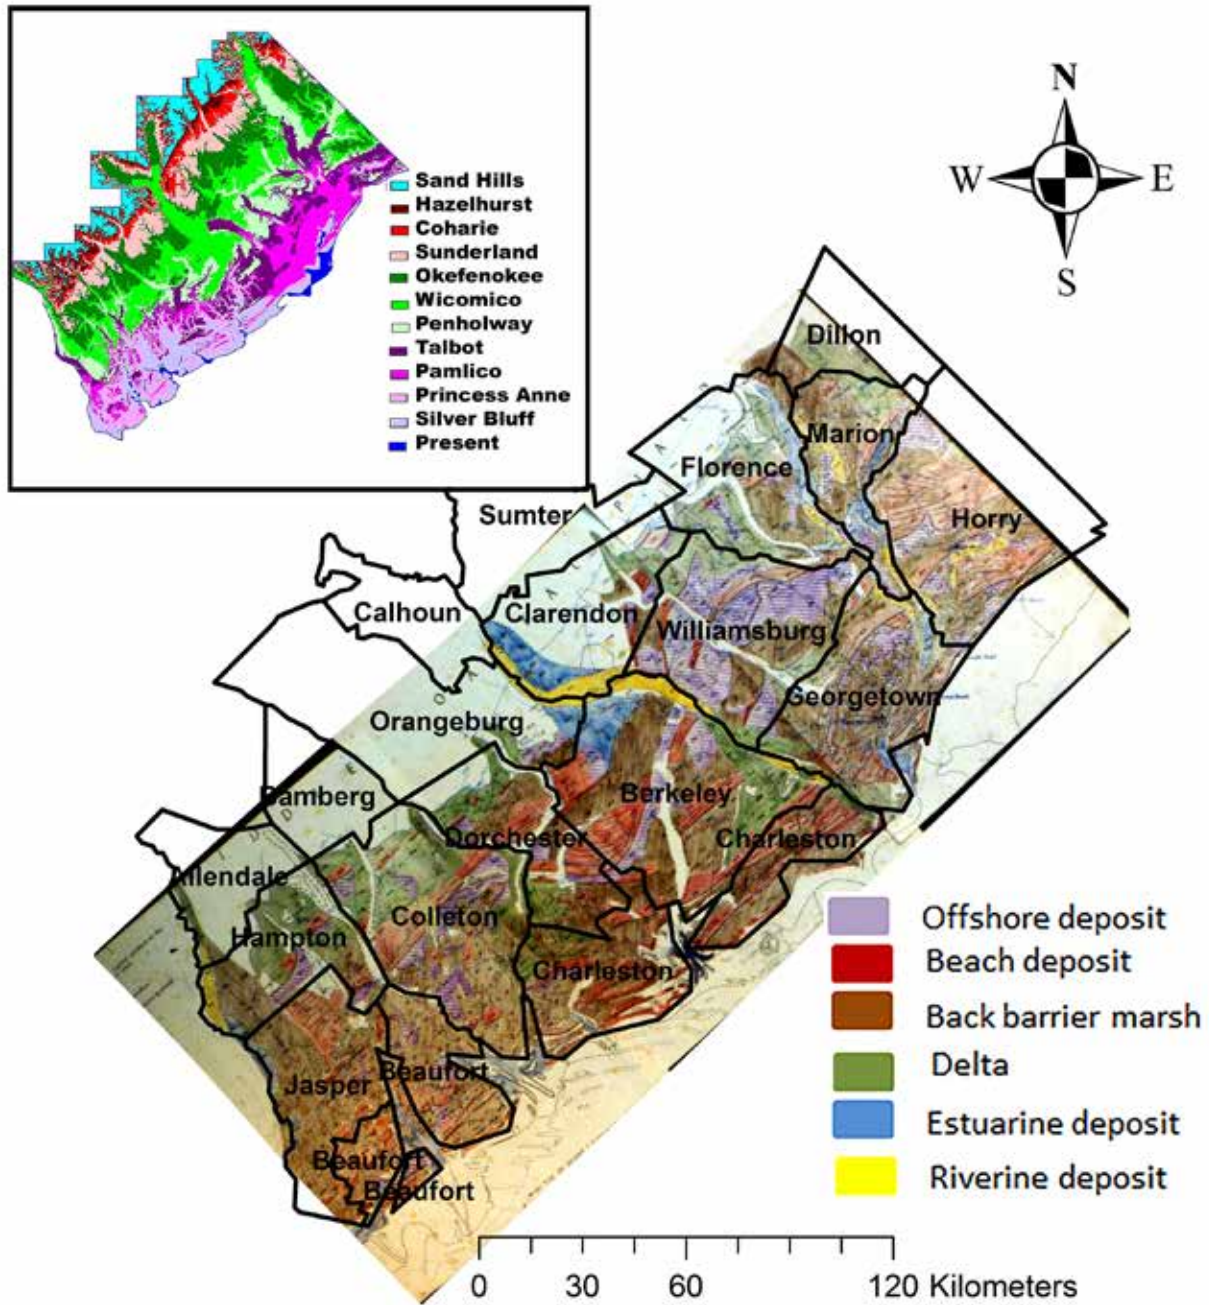 Sand Hills
Hazelhurst
Coharie
Sunderland
Okefenokee
Wicomico
Penholway
Talbot
Pamlico
Princess Anne
Silver Bluff
Present
N
W
E
S
Dillon
Marion
Florence
Horry
Sumter
Calhoun
Clarendon
Williamsburg
Georgetown
Orangeburg
Bamberg
Berkeley
Dorchester
Charleston
Allendale
Colleton
Hampton
Charleston
Jasper
Beaufort
Beaufort
Beaufort
Offshore deposit
Beach deposit
Back barrier marsh
Delta
Estuarine deposit
Riverine deposit
0 30 60 120 Kilometers